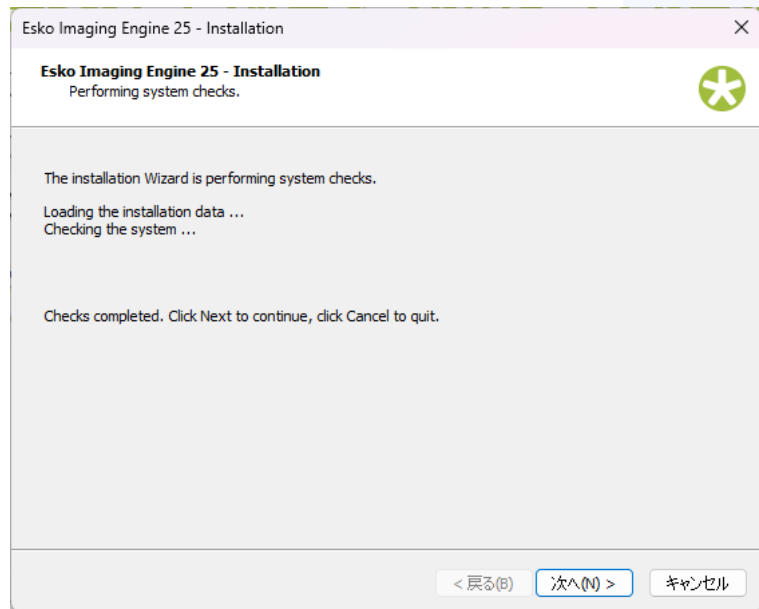 Esko Imaging Engine 25 - Installation
Esko Imaging Engine 25 - Installation
Performing system checks.
The installation Wizard is performing system checks.
Loading the installation data ...
Checking the system ...
Checks completed. Click Next to continue, click Cancel to quit.
< 戻る(B) 次へ(N) > キャンセル